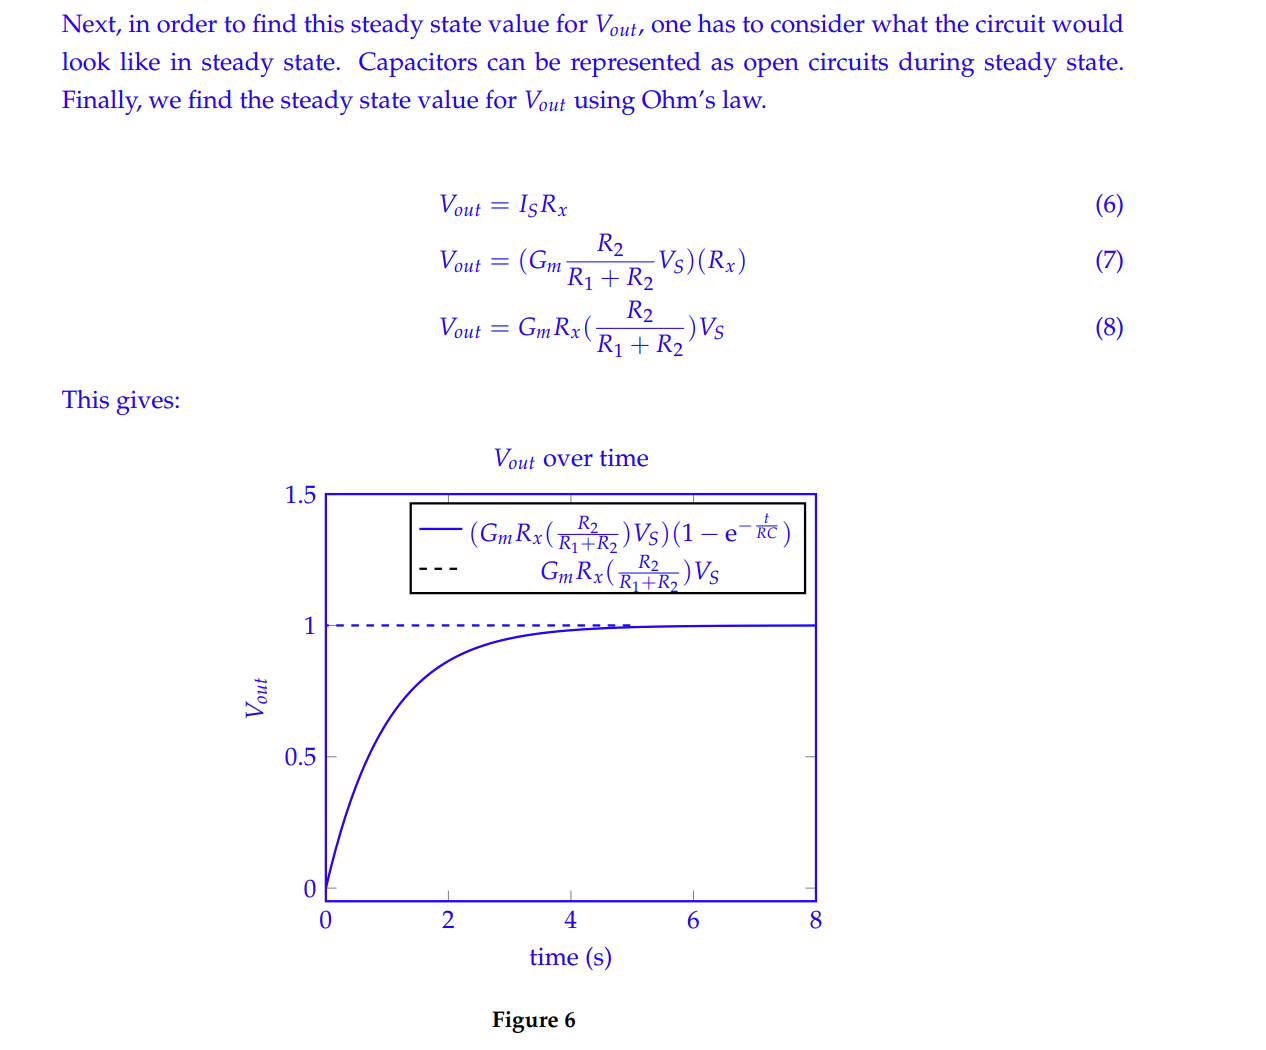 Next, in order to find this steady state value for V_{out}, one has to consider what the circuit would
look like in steady state. Capacitors can be represented as open circuits during steady state.
Finally, we find the steady state value for V_{out} using Ohm's law.
V_{out} = I_S R_x (6)
V_{out} = (G_m \frac{R_2}{R_1 + R_2} V_S)(R_x) (7)
V_{out} = G_m R_x (\frac{R_2}{R_1 + R_2}) V_S (8)
This gives:
V_{out} over time
1.5
(G_m R_x (\frac{R_2}{R_1+R_2}) V_S)(1 − e^{−\frac{t}{RC}})
G_m R_x (\frac{R_2}{R_1+R_2}) V_S
1
V_{out}
0.5
0
0 2 4 6 8
time (s)
Figure 6